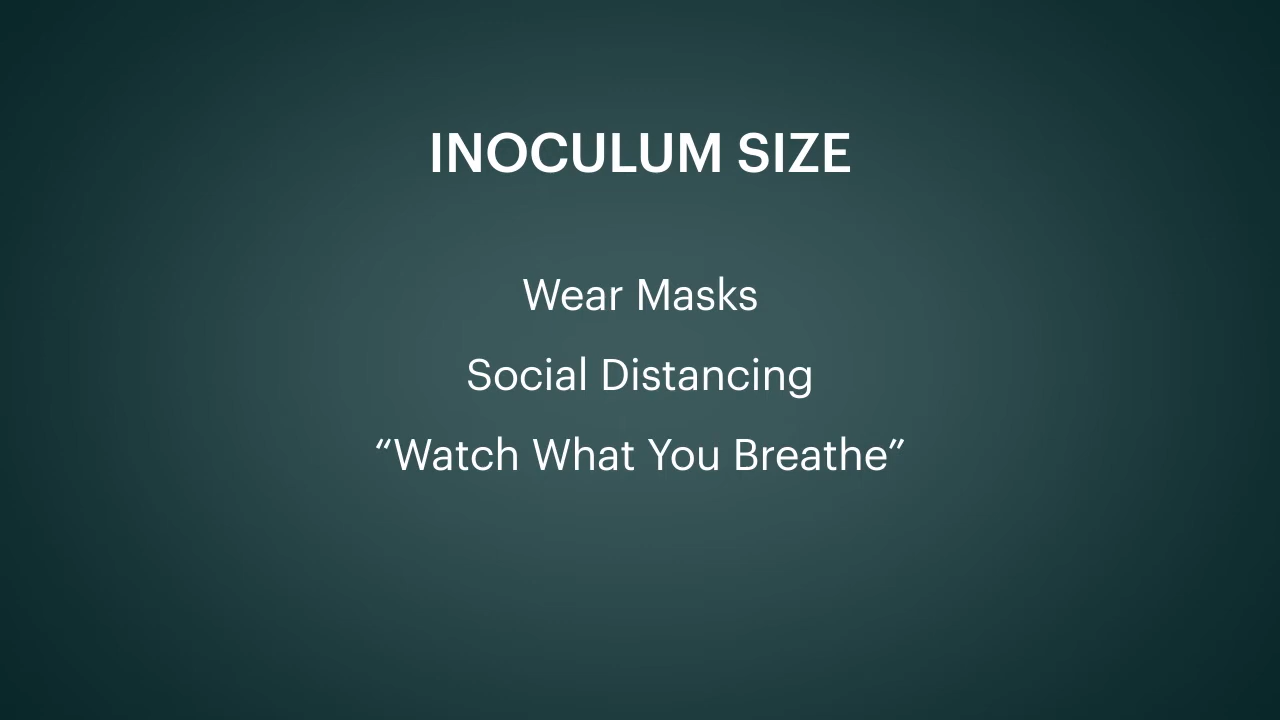 INOCULUM SIZE
Wear Masks
Social Distancing
“Watch What You Breathe”